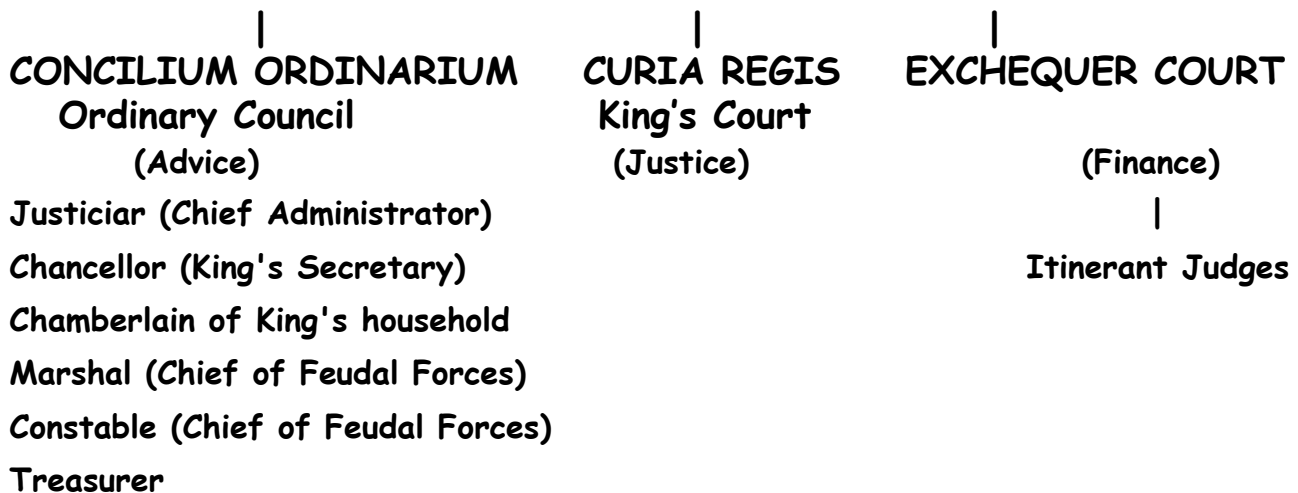 CONCILIUM ORDINARIUM CURIA REGIS EXCHEQUER COURT
Ordinary Council King's Court
(Advice) (Justice) (Finance)
Justiciar (Chief Administrator)
Chancellor (King's Secretary) Itinerant Judges
Chamberlain of King's household
Marshal (Chief of Feudal Forces)
Constable (Chief of Feudal Forces)
Treasurer